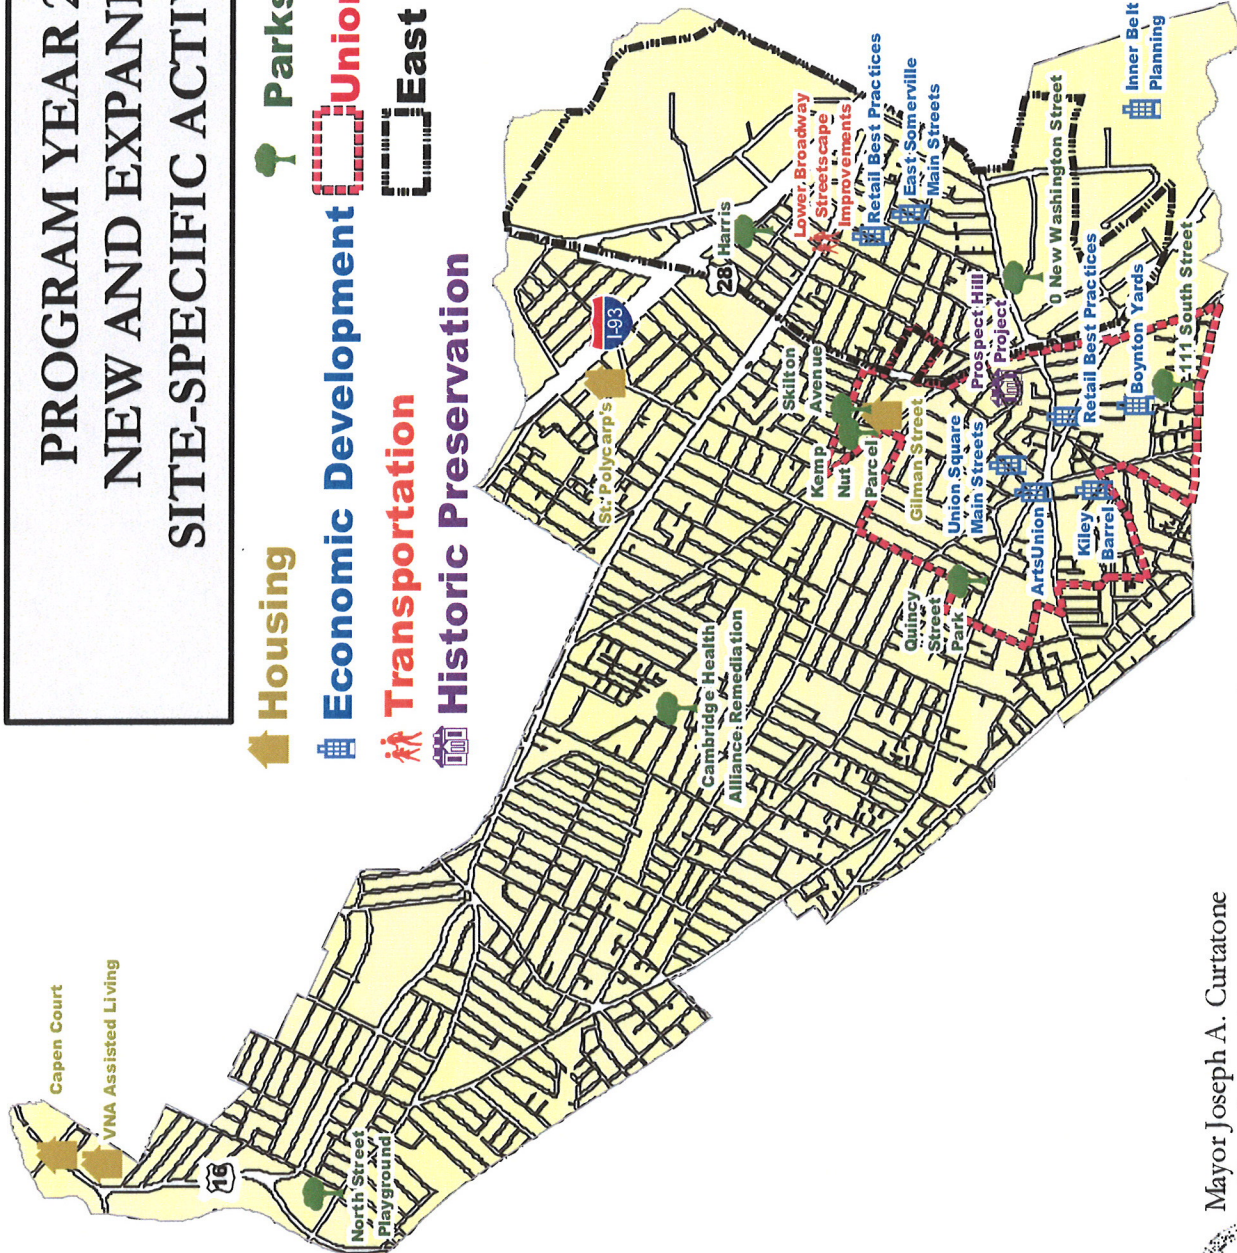 PROGRAM YEAR 2
NEW AND EXPAN
SITE-SPECIFIC ACTI
Housing
Economic Development
Transportation
Historic Preservation
Parks
Union
East
Capen Court
VNA Assisted Living
16
North Street
Playground
Cambridge Health
Alliance: Remediation
St. Polycarp's
I-93
28
Harris
Lower Broadway
Streetscape
Improvements
Retail Best Practices
East Somerville
Main Streets
Skilton
Avenue
Kemp
Nut
Parcel
Gilman Street
Prospect Hill
Project
0 New Washington Street
Inner Belt
Planning
Union Square
Main Streets
Quincy
Street
Park
ArtsUnion
Kiley
Barrel
Retail Best Practices
Boynton Yards
111 South Street
Mayor Joseph A. Curtatone